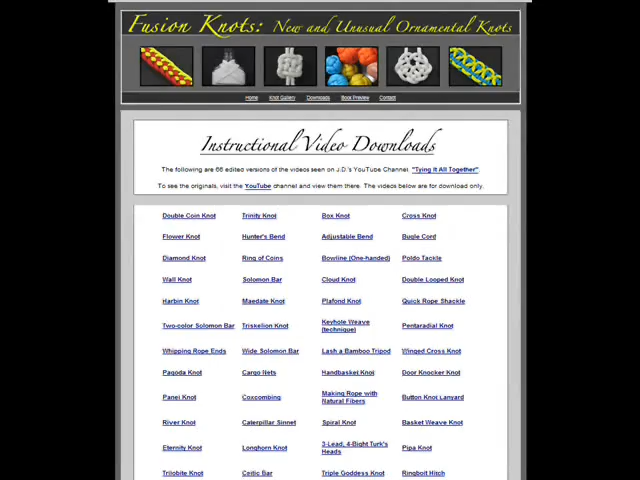 Fusion Knots: New and Unusual Ornamental Knots
Home Knot Gallery Downloads Book Preview Contact
Instructional Video Downloads
The following are 68 edited versions of the videos seen on J.D.'s YouTube Channel, "Tying It All Together".
To see the originals, visit the YouTube channel and view them there. The videos below are for download only.
Double Coin Knot Trinity Knot Box Knot Cross Knot
Flower Knot Hunter's Bend Adjustable Bend Bugle Cord
Diamond Knot Ring of Coins Bowline (One-handed) Poldo Tackle
Wall Knot Solomon Bar Cloud Knot Double Looped Knot
Harbin Knot Maedate Knot Plafond Knot Quick Rope Shackle
Two-color Solomon Bar Triskelion Knot Keyhole Weave (technique) Pentaradial Knot
Whipping Rope Ends Wide Solomon Bar Lash a Bamboo Tripod Winged Cross Knot
Pagoda Knot Cargo Nets Handbasket Knot Door Knocker Knot
Panel Knot Coxcombing Making Rope with Natural Fibers Button Knot Lanyard
River Knot Caterpillar Sinnet Spiral Knot Basket Weave Knot
Eternity Knot Longhorn Knot 3-Lead, 4-Bight Turk's Heads Pipa Knot
Trilobite Knot Celtic Bar Triple Goddess Knot Ringbolt Hitch